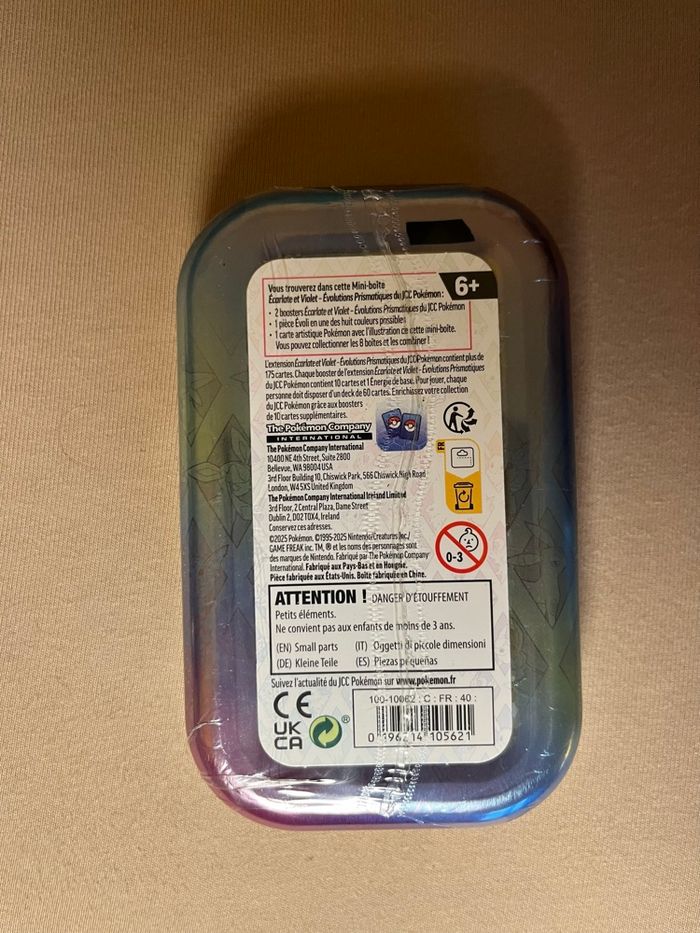 6+
Vous trouverez dans cette Mini-boîte
Écarlate et Violet - Évolutions Prismatiques du JCC Pokémon :
• 2 boosters Écarlate et Violet - Évolutions Prismatiques du JCC Pokémon
• 1 pièce Évoli en une des huit couleurs possibles
• 1 carte artistique Pokémon avec l'illustration de cette mini-boîte.
Vous pouvez collectionner les 8 boîtes et les combiner !
L'extension Écarlate et Violet - Évolutions Prismatiques du JCC Pokémon contient plus de
175 cartes. Chaque booster de l'extension Écarlate et Violet - Évolutions Prismatiques
du JCC Pokémon contient 10 cartes et 1 Énergie de base. Pour jouer, chaque
personne doit disposer d'un deck de 60 cartes. Enrichissez votre collection
du JCC Pokémon grâce aux boosters
de 10 cartes supplémentaires.
The Pokémon Company
INTERNATIONAL
The Pokémon Company International
10400 NE 4th Street, Suite 2800
Bellevue, WA 98004 USA
3rd Floor Building 10, Chiswick Park, 566 Chiswick High Road
London, W4 5XS United Kingdom
The Pokémon Company International Ireland Limited
3rd Floor, 2 Central Plaza, Dame Street
Dublin 2, D02 T0X4, Ireland
Conservez ces adresses.
©2025 Pokémon. ©1995-2025 Nintendo/Creatures Inc./
GAME FREAK inc. TM, ® et les noms des personnages sont
des marques de Nintendo. Fabriqué par The Pokémon Company
International. Fabriqué aux Pays-Bas et en Hongrie.
Pièce fabriquée aux États-Unis. Boîte fabriquée en Chine.
FR
0-3
ATTENTION ! DANGER D'ÉTOUFFEMENT
Petits éléments.
Ne convient pas aux enfants de moins de 3 ans.
(EN) Small parts (IT) Oggetti di piccole dimensioni
(DE) Kleine Teile (ES) Piezas pequeñas
Suivez l'actualité du JCC Pokémon sur www.pokemon.fr
CE
UK
CA
®
100-10062 : C : FR : 40 :
0 196214 105621